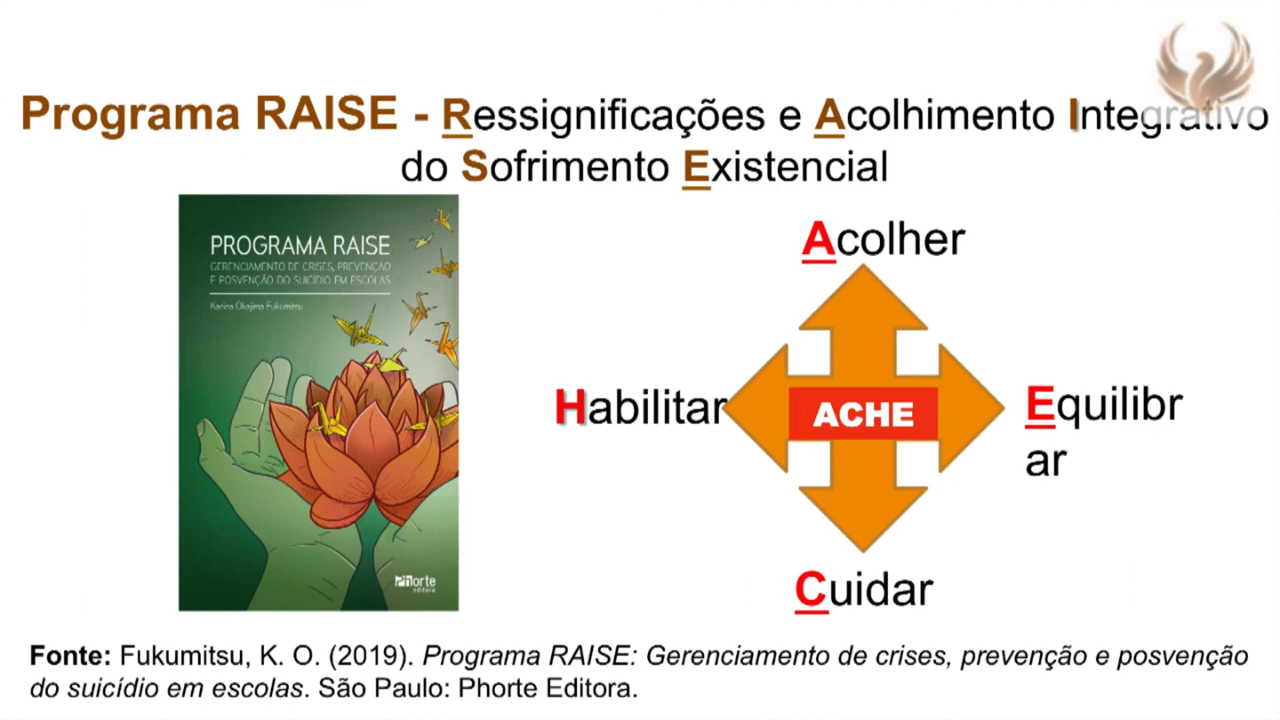 Programa RAISE - Ressignificações e Acolhimento Integrativo
do Sofrimento Existencial
PROGRAMA RAISE
GERENCIAMENTO DE CRISES, PREVENÇÃO
E POSVENÇÃO DO SUICÍDIO EM ESCOLAS
Karina Okajima Fukumitsu
Phorte
editora
Acolher
Habilitar
ACHE
Equilibr
ar
Cuidar
Fonte: Fukumitsu, K. O. (2019). Programa RAISE: Gerenciamento de crises, prevenção e posvenção
do suicídio em escolas. São Paulo: Phorte Editora.